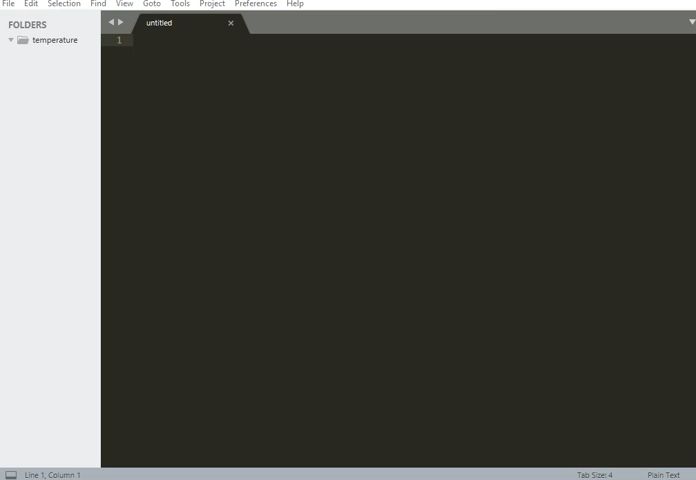 File Edit Selection Find View Goto Tools Project Preferences Help
FOLDERS
temperature
untitled
1
Line 1, Column 1 Tab Size: 4 Plain Text